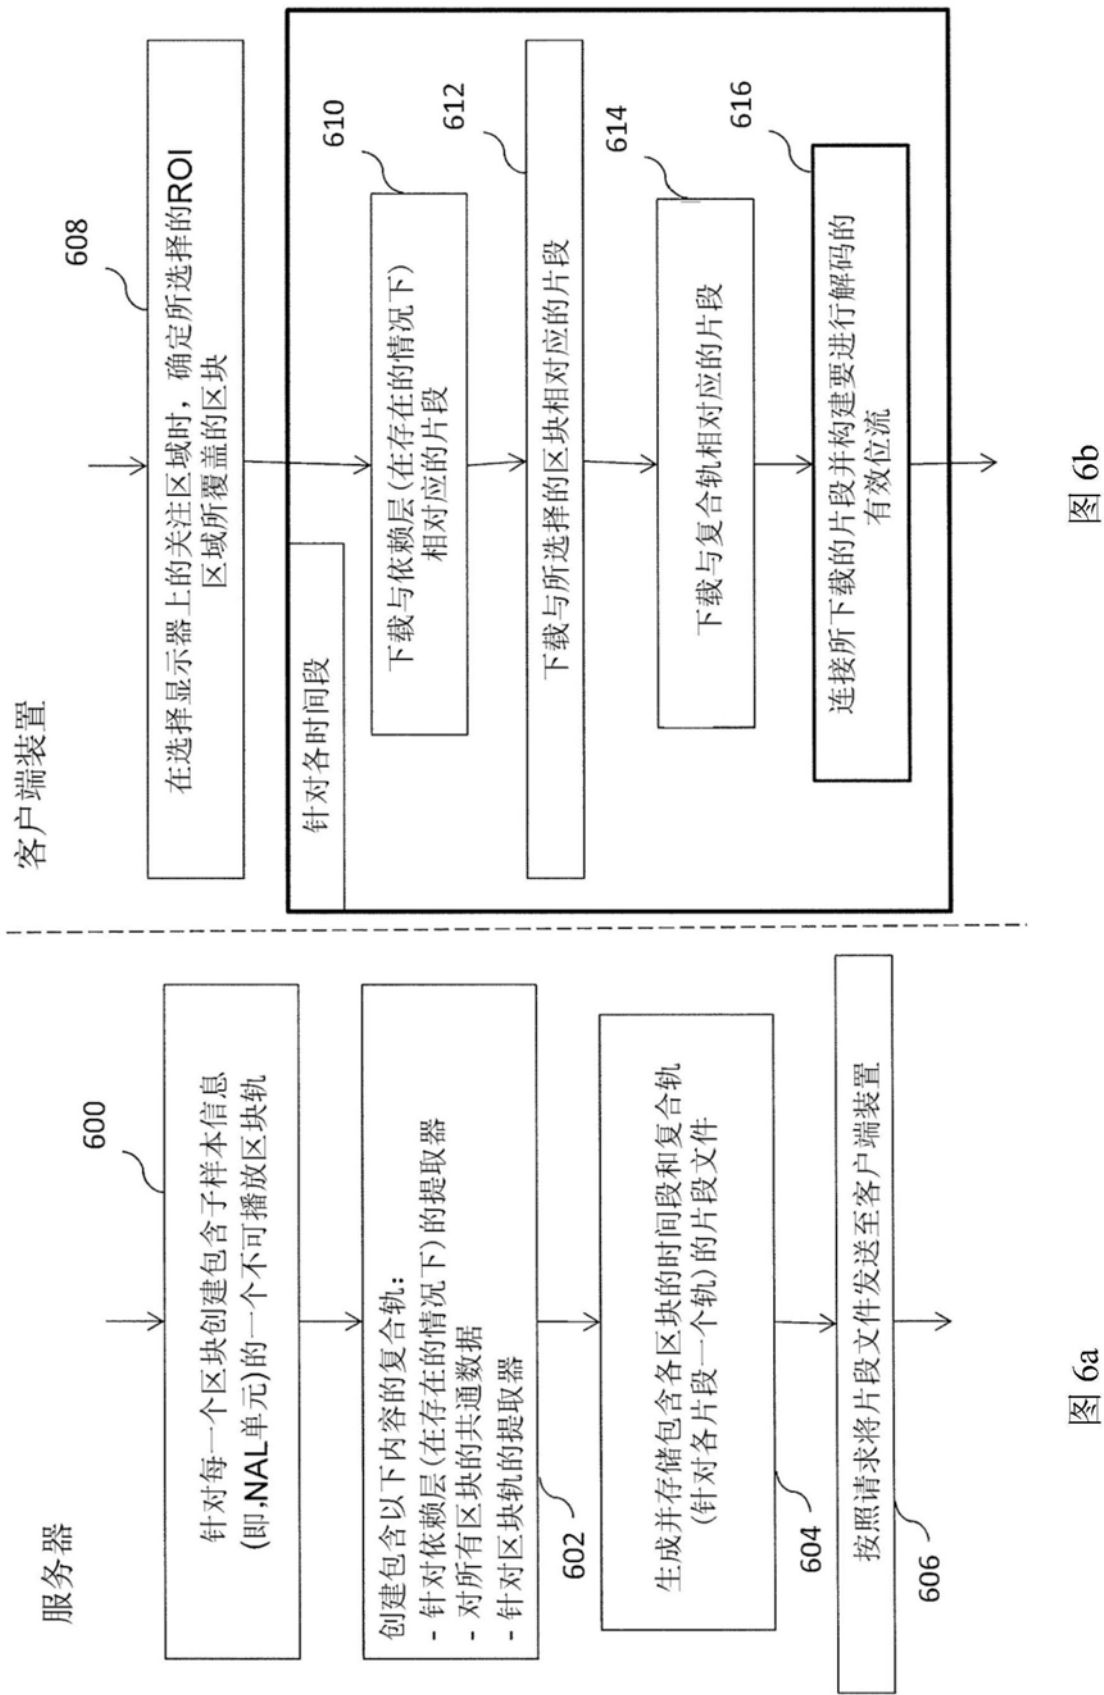 服务器
600
针对每一个区块创建包含子样本信息
(即,NAL单元)的一个不可播放区块轨
创建包含以下内容的复合轨:
- 针对依赖层(在存在的情况下)的提取器
- 对所有区块的共通数据
- 针对区块轨的提取器
602
生成并存储包含各区块的时间段和复合轨
(针对各片段一个轨)的片段文件
604
按照请求将片段文件发送至客户端装置
606
图 6a
客户端装置
608
在选择显示器上的关注区域时，确定所选择的ROI
区域所覆盖的区块
针对各时间段
610
下载与依赖层(在存在的情况下)
相对应的片段
612
下载与所选择的区块相对应的片段
614
下载与复合轨相对应的片段
616
连接所下载的片段并构建要进行解码的
有效位流
图 6b